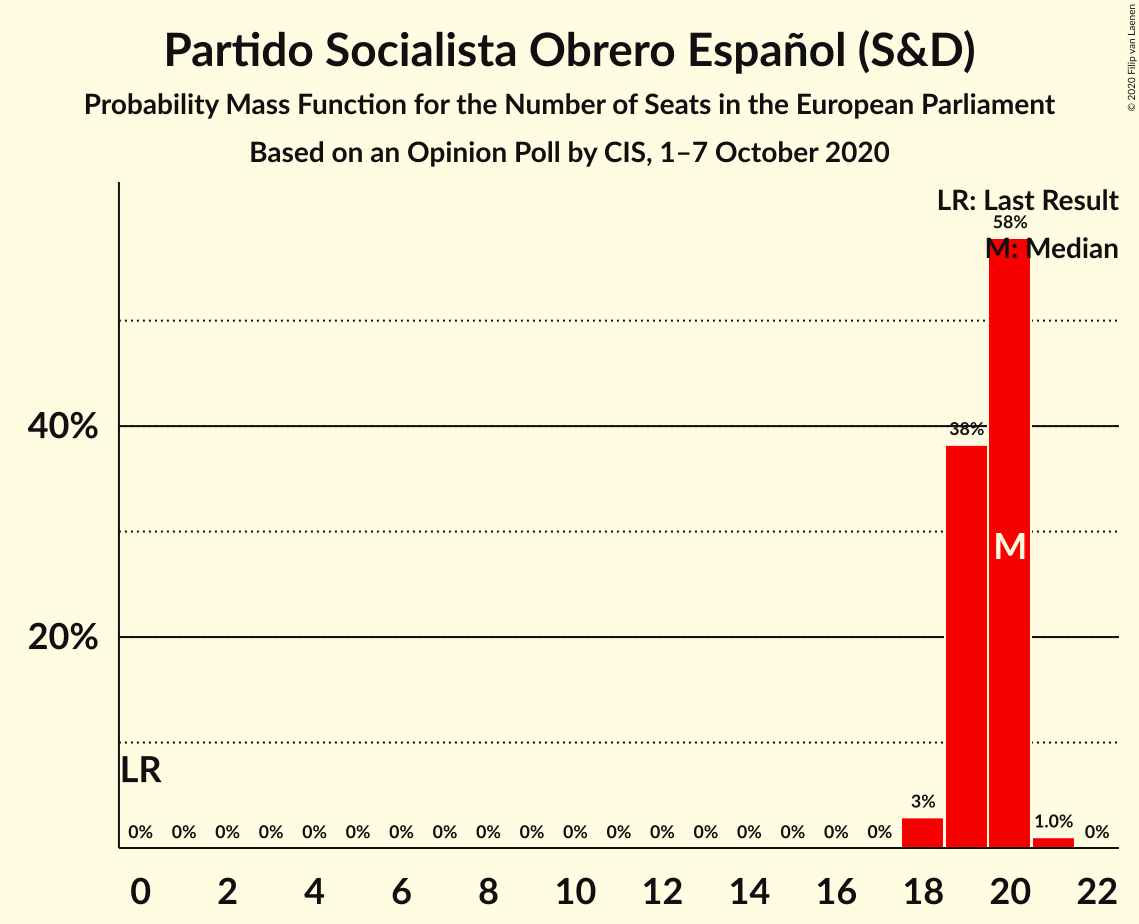 Partido Socialista Obrero Español (S&D)
Probability Mass Function for the Number of Seats in the European Parliament
Based on an Opinion Poll by CIS, 1–7 October 2020
© 2020 Filip van Laenen
LR: Last Result
58%
M: Median
40%
38%
M
20%
LR
3%
1.0%
0% 0% 0% 0% 0% 0% 0% 0% 0% 0% 0% 0% 0% 0% 0% 0% 0% 0% 0%
0 2 4 6 8 10 12 14 16 18 20 22